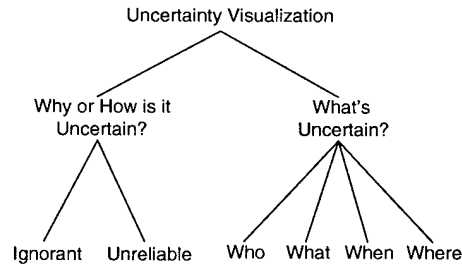 Uncertainty Visualization
Why or How is it
Uncertain?
What's
Uncertain?
Ignorant
Unreliable
Who
What
When
Where